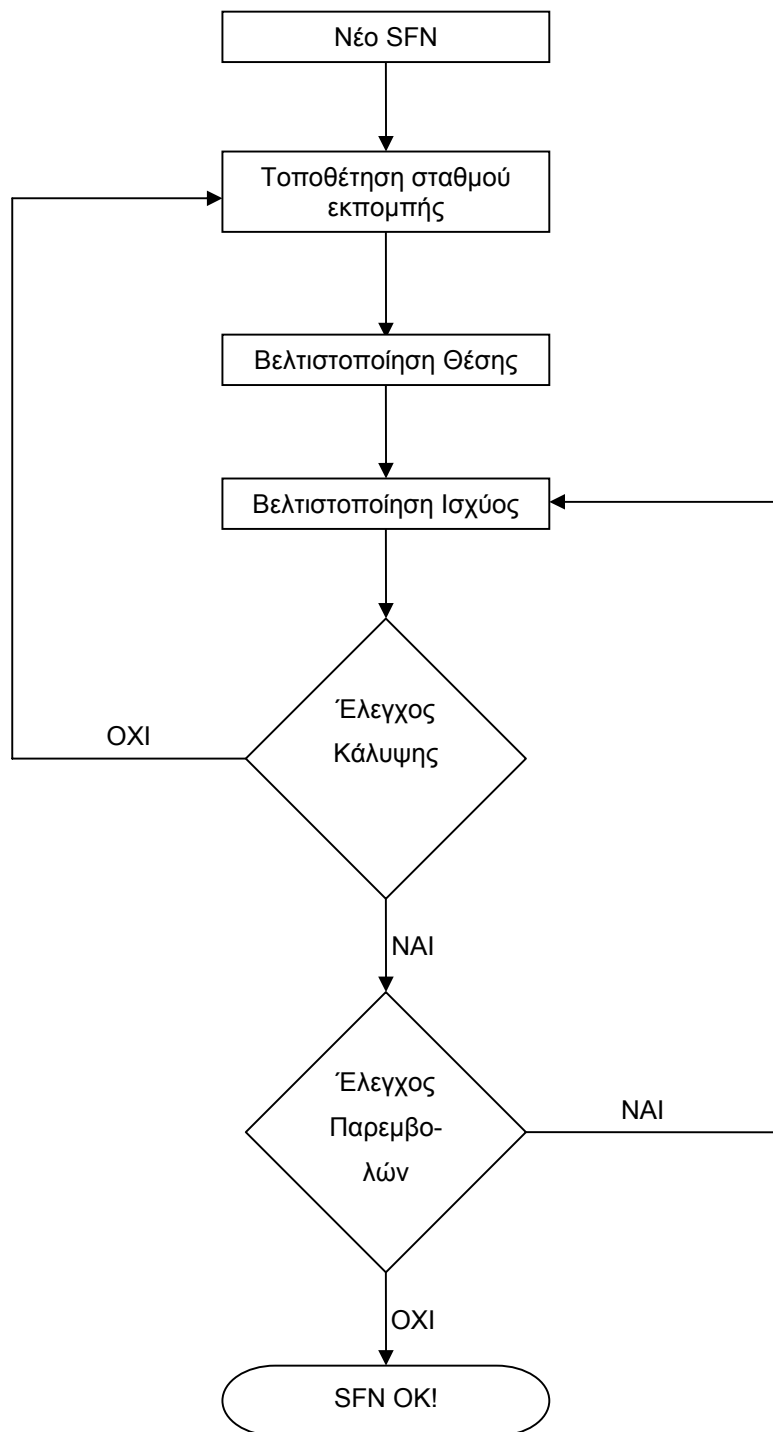 Νέο SFN
Τοποθέτηση σταθμού
εκπομπής
Βελτιστοποίηση Θέσης
Βελτιστοποίηση Ισχύος
Έλεγχος
Κάλυψης
ΟΧΙ
ΝΑΙ
Έλεγχος
Παρεμβο-
λών
ΝΑΙ
ΟΧΙ
SFN OK!